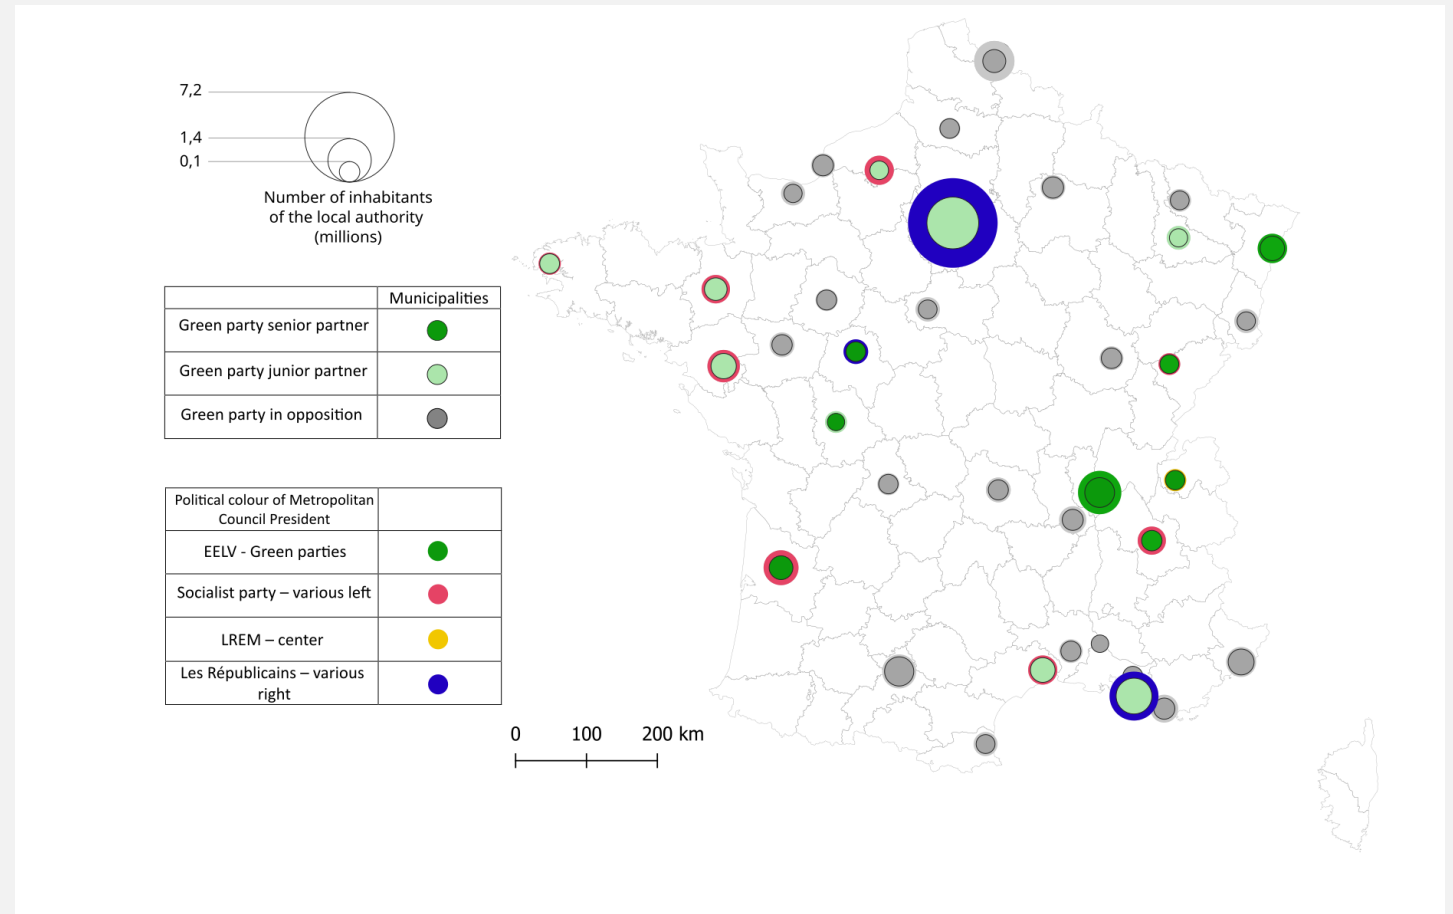 7,2
1,4
0,1
Number of inhabitants
of the local authority
(millions)
Municipalities
Green party senior partner
Green party junior partner
Green party in opposition
Political colour of Metropolitan
Council President
EELV - Green parties
Socialist party – various left
LREM – center
Les Républicains – various
right
0 100 200 km